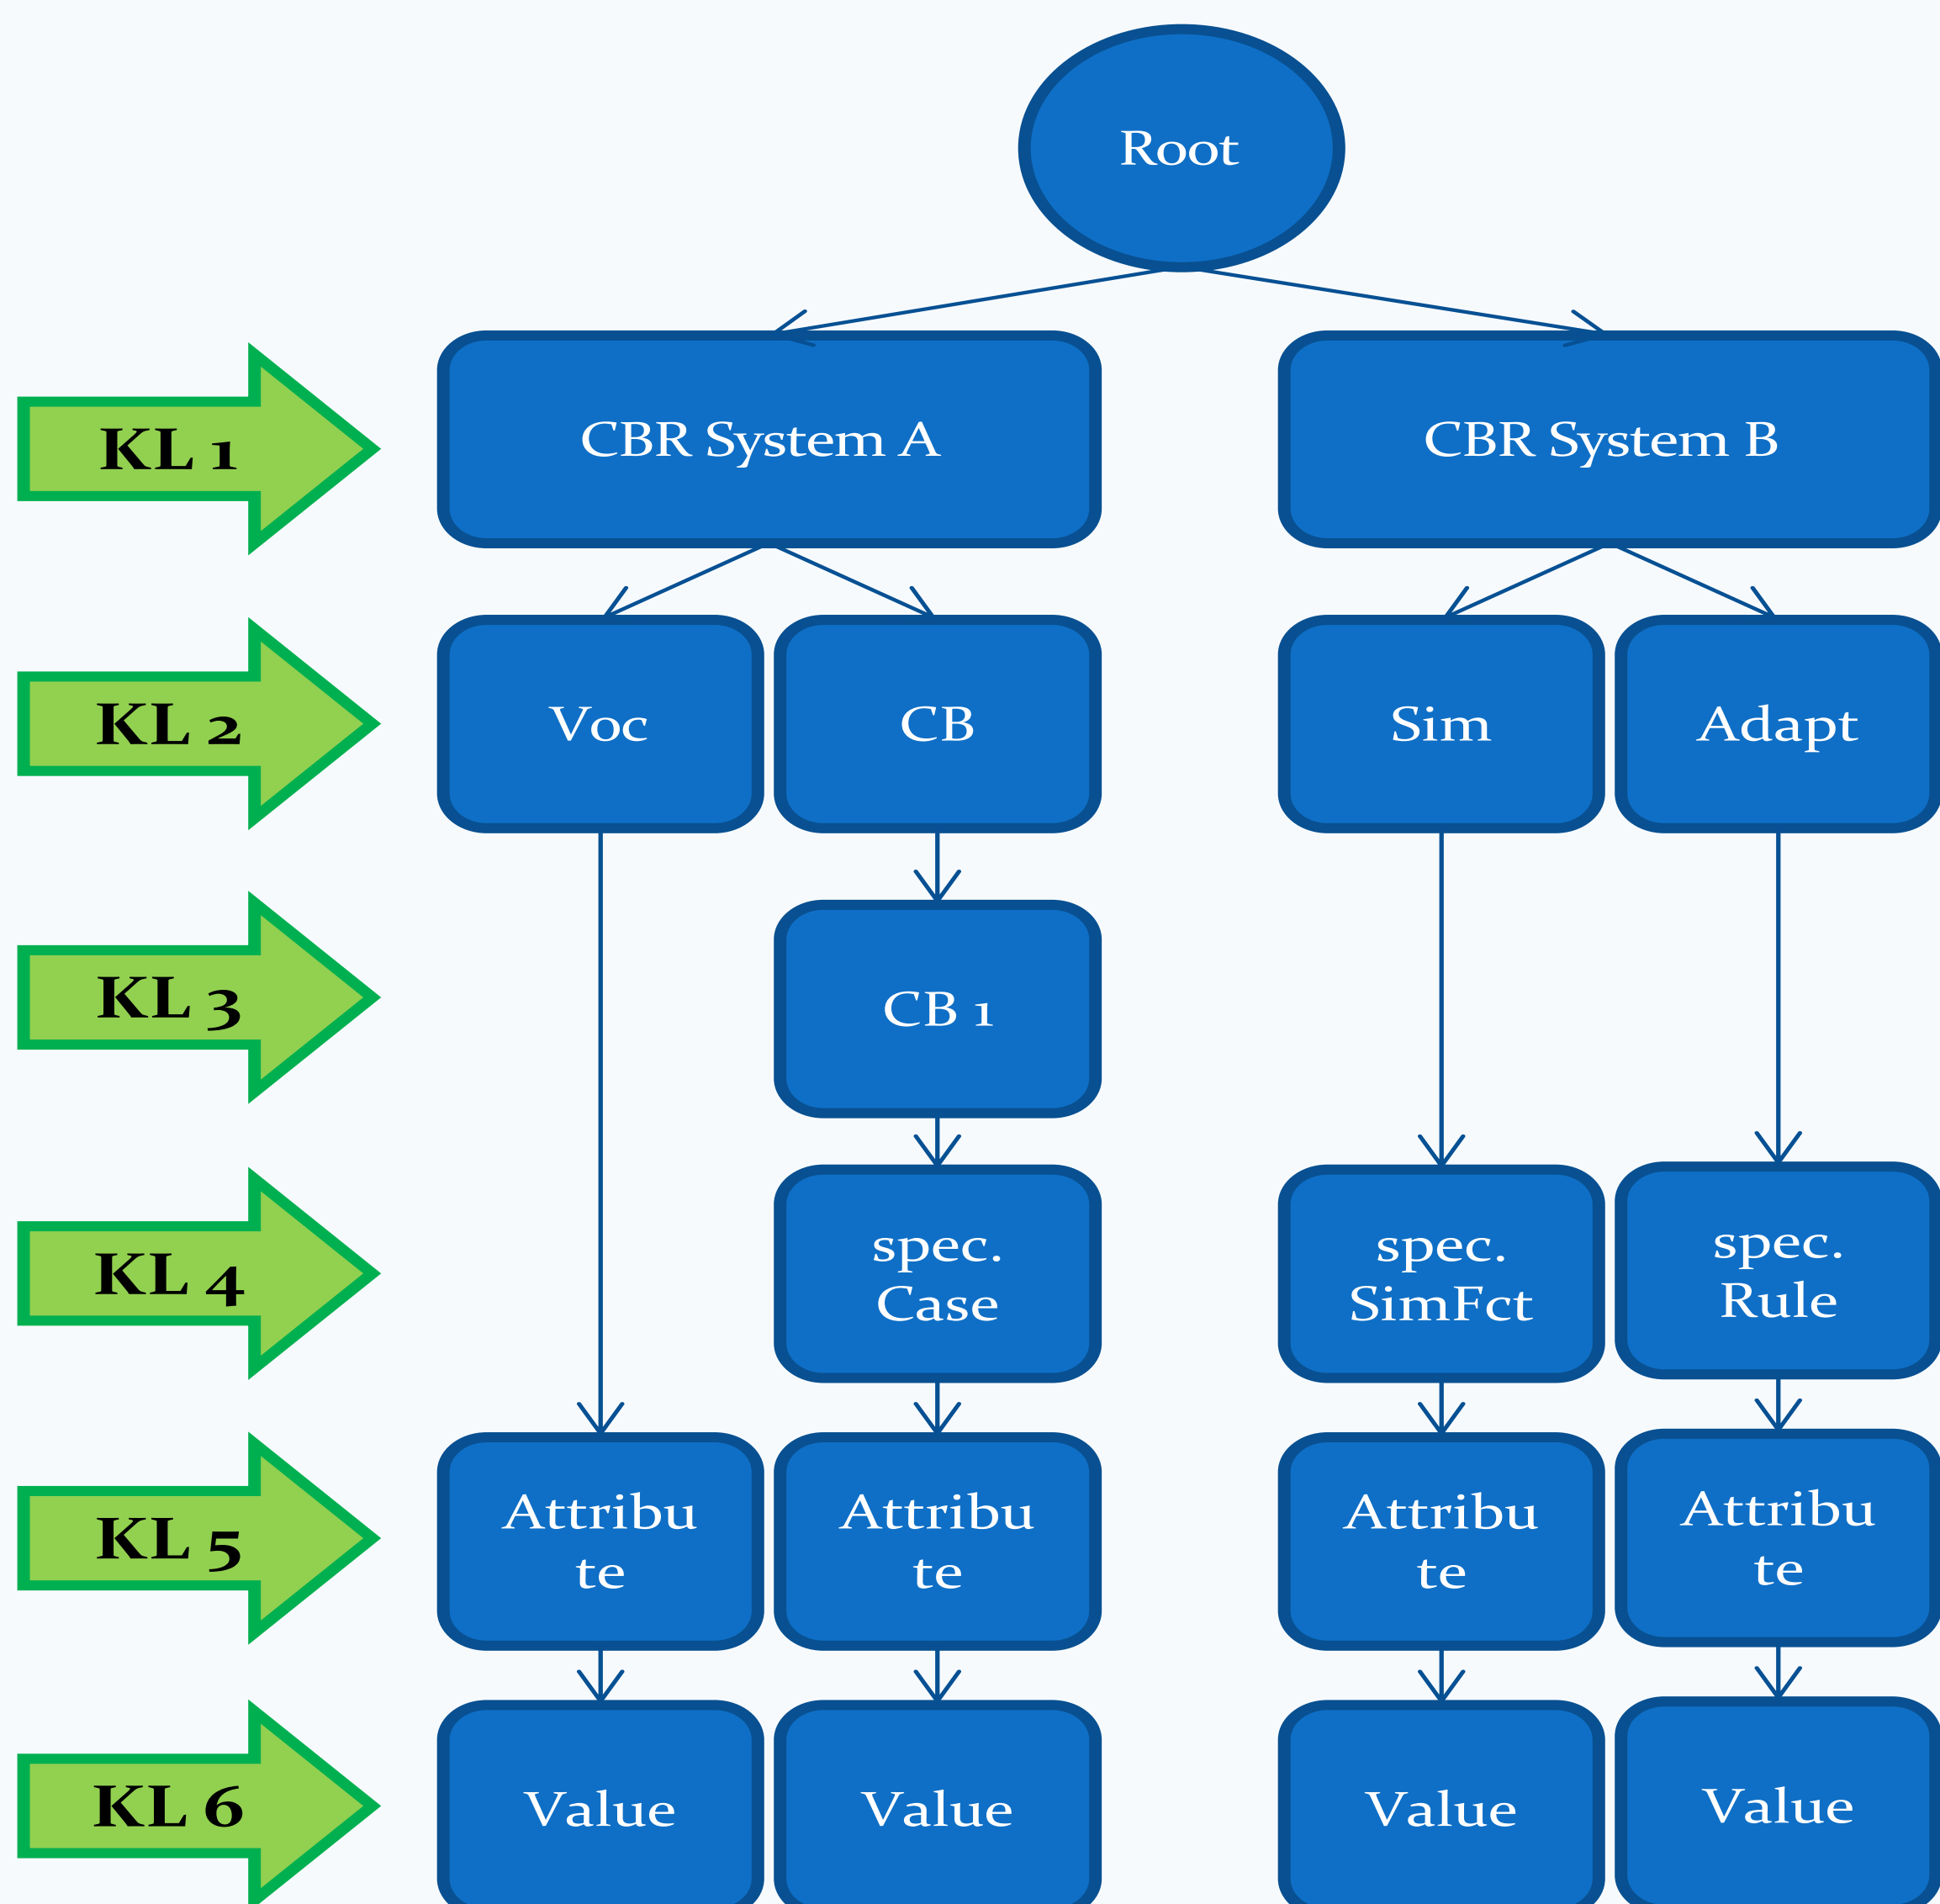 Root
KL 1
CBR System A
CBR System B
KL 2
Voc
CB
Sim
Adapt
KL 3
CB 1
KL 4
spec.
Case
spec.
SimFct
spec.
Rule
KL 5
Attribu
te
Attribu
te
Attribu
te
Attribu
te
KL 6
Value
Value
Value
Value